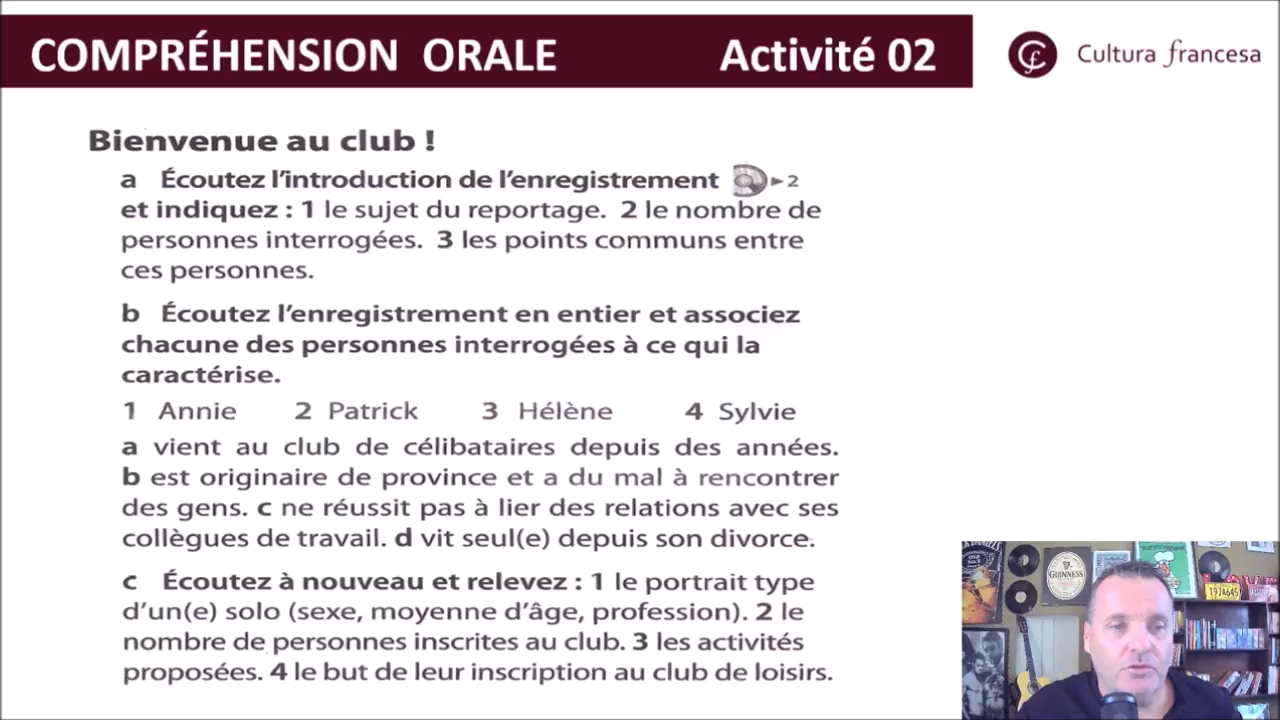 COMPRÉHENSION ORALE Activité 02
Cf Cultura francesa
Bienvenue au club !
a Écoutez l'introduction de l'enregistrement ►2
et indiquez : 1 le sujet du reportage. 2 le nombre de
personnes interrogées. 3 les points communs entre
ces personnes.
b Écoutez l'enregistrement en entier et associez
chacune des personnes interrogées à ce qui la
caractérise.
1 Annie 2 Patrick 3 Hélène 4 Sylvie
a vient au club de célibataires depuis des années.
b est originaire de province et a du mal à rencontrer
des gens. c ne réussit pas à lier des relations avec ses
collègues de travail. d vit seul(e) depuis son divorce.
c Écoutez à nouveau et relevez : 1 le portrait type
d'un(e) solo (sexe, moyenne d'âge, profession). 2 le
nombre de personnes inscrites au club. 3 les activités
proposées. 4 le but de leur inscription au club de loisirs.
GUINNESS
197A645